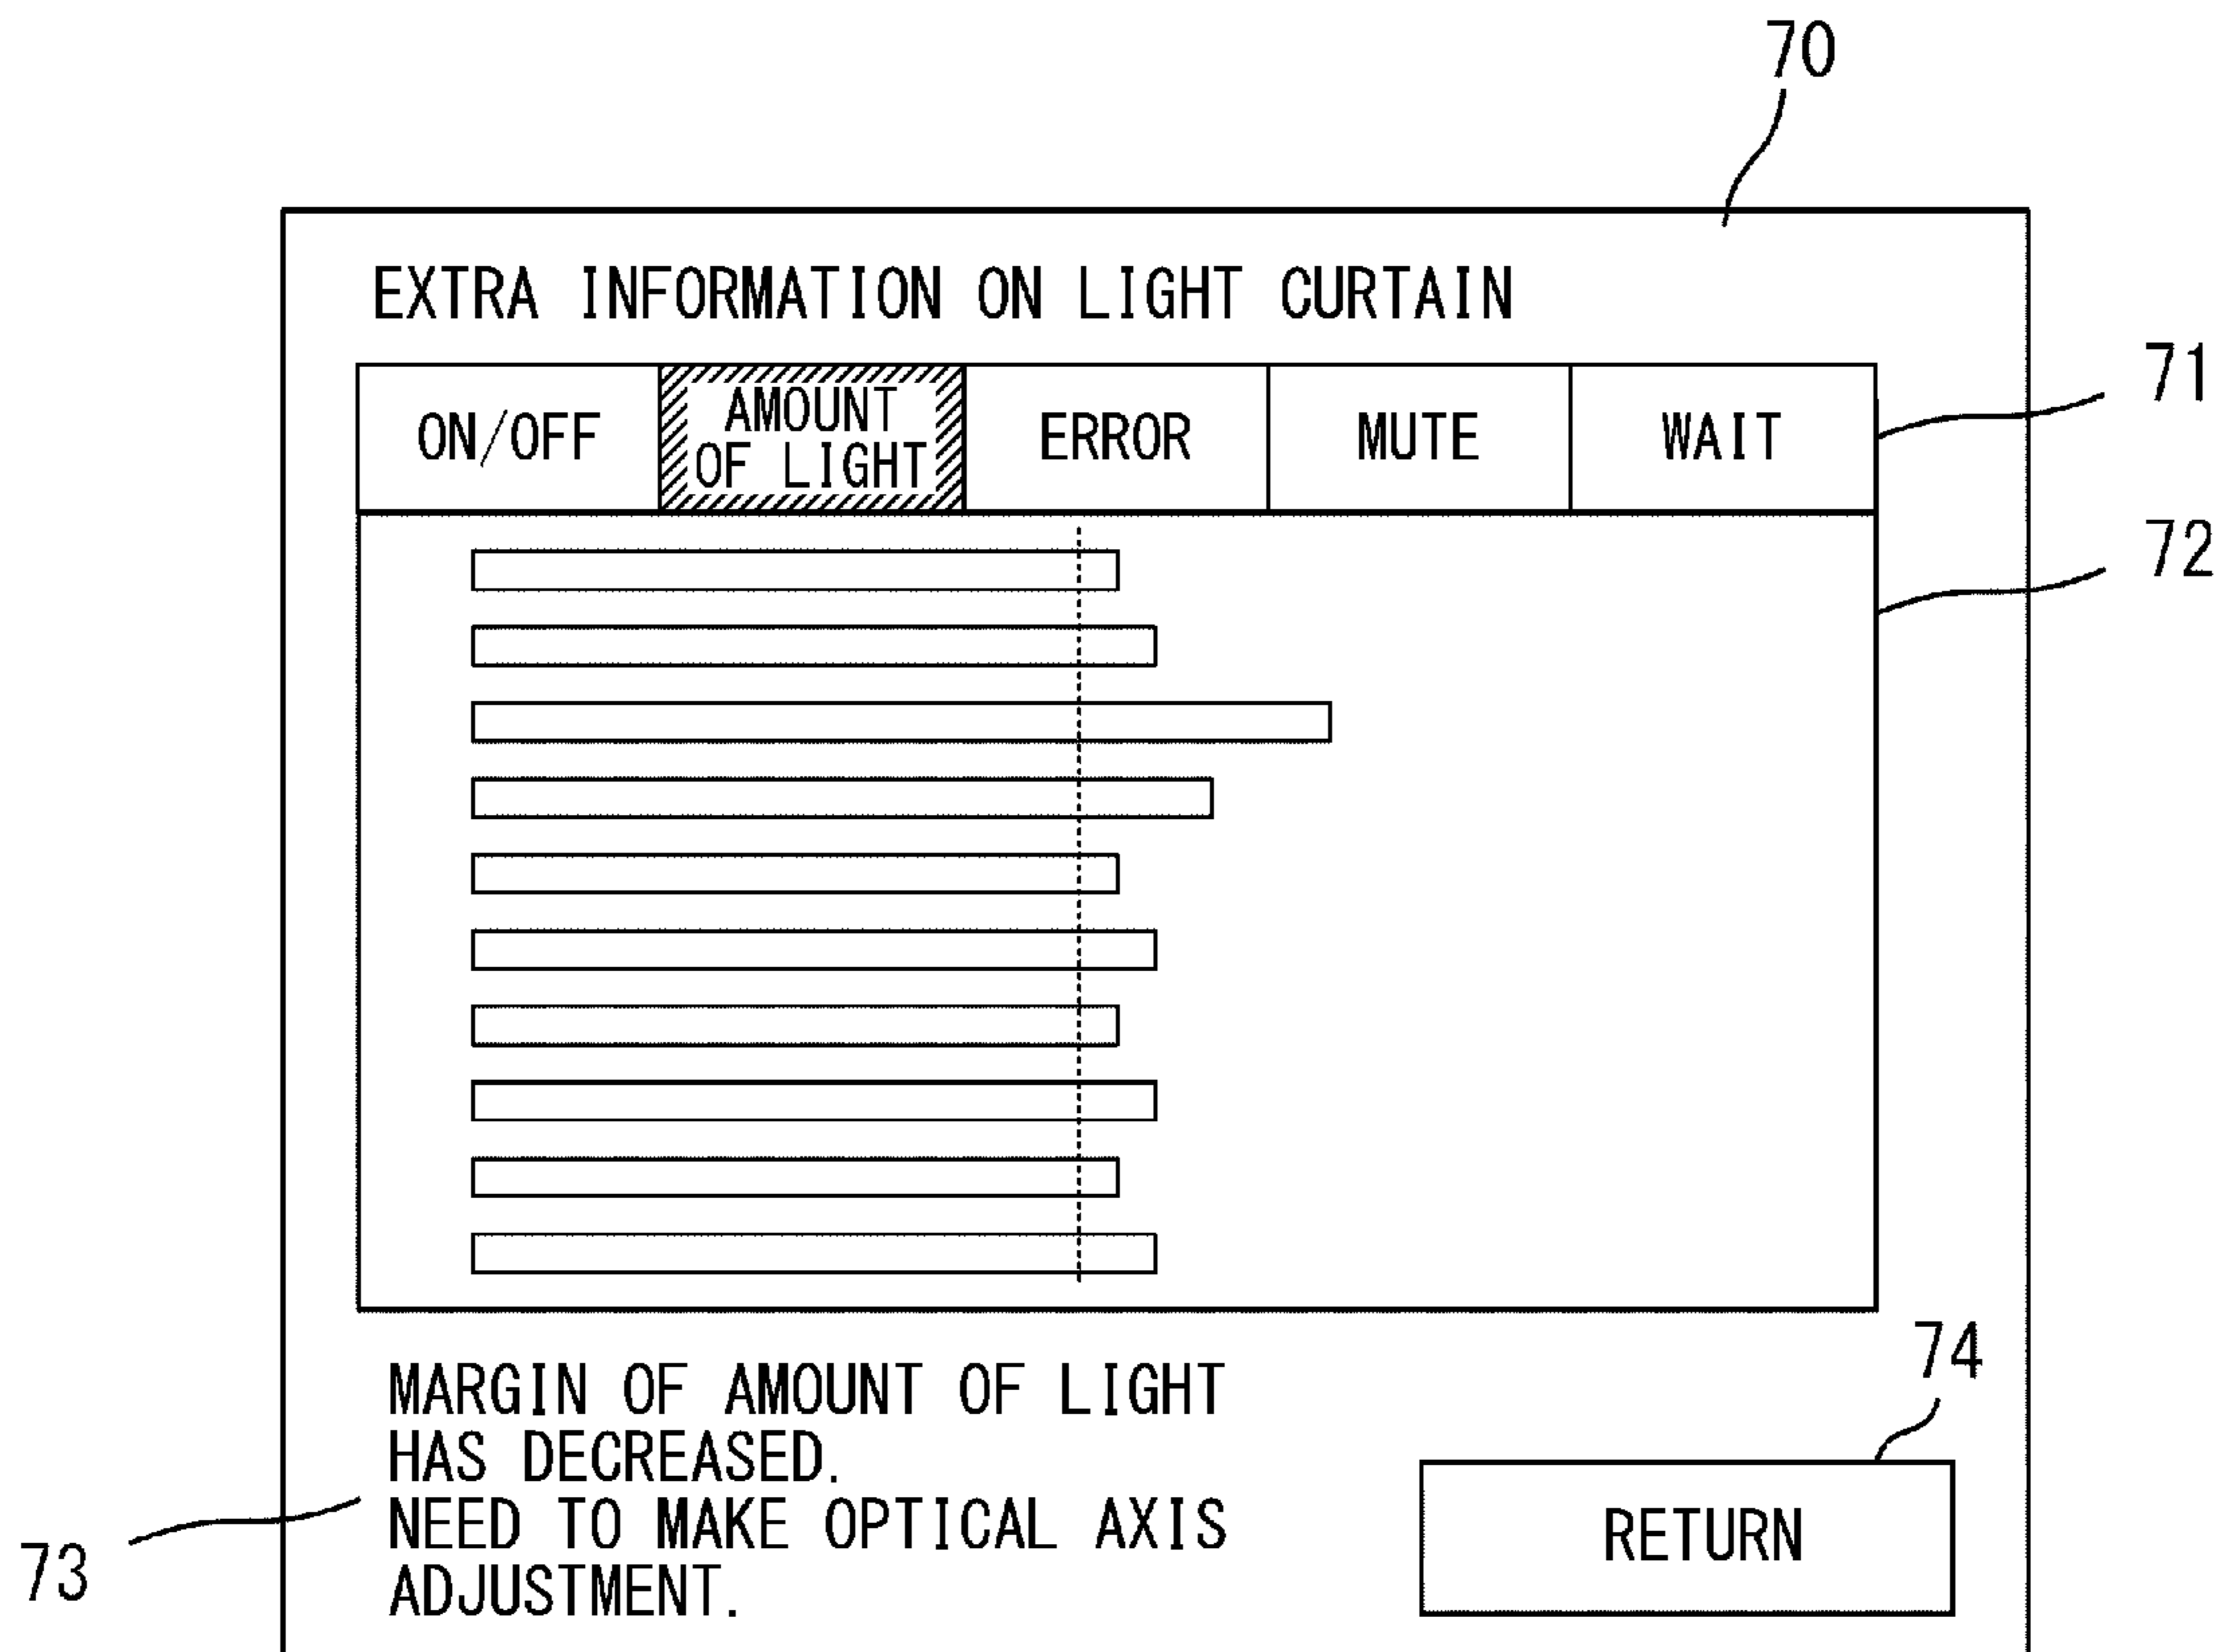 70
EXTRA INFORMATION ON LIGHT CURTAIN
71
ON/OFF
AMOUNT
OF LIGHT
ERROR
MUTE
WAIT
72
74
MARGIN OF AMOUNT OF LIGHT
HAS DECREASED.
NEED TO MAKE OPTICAL AXIS
ADJUSTMENT.
RETURN
73